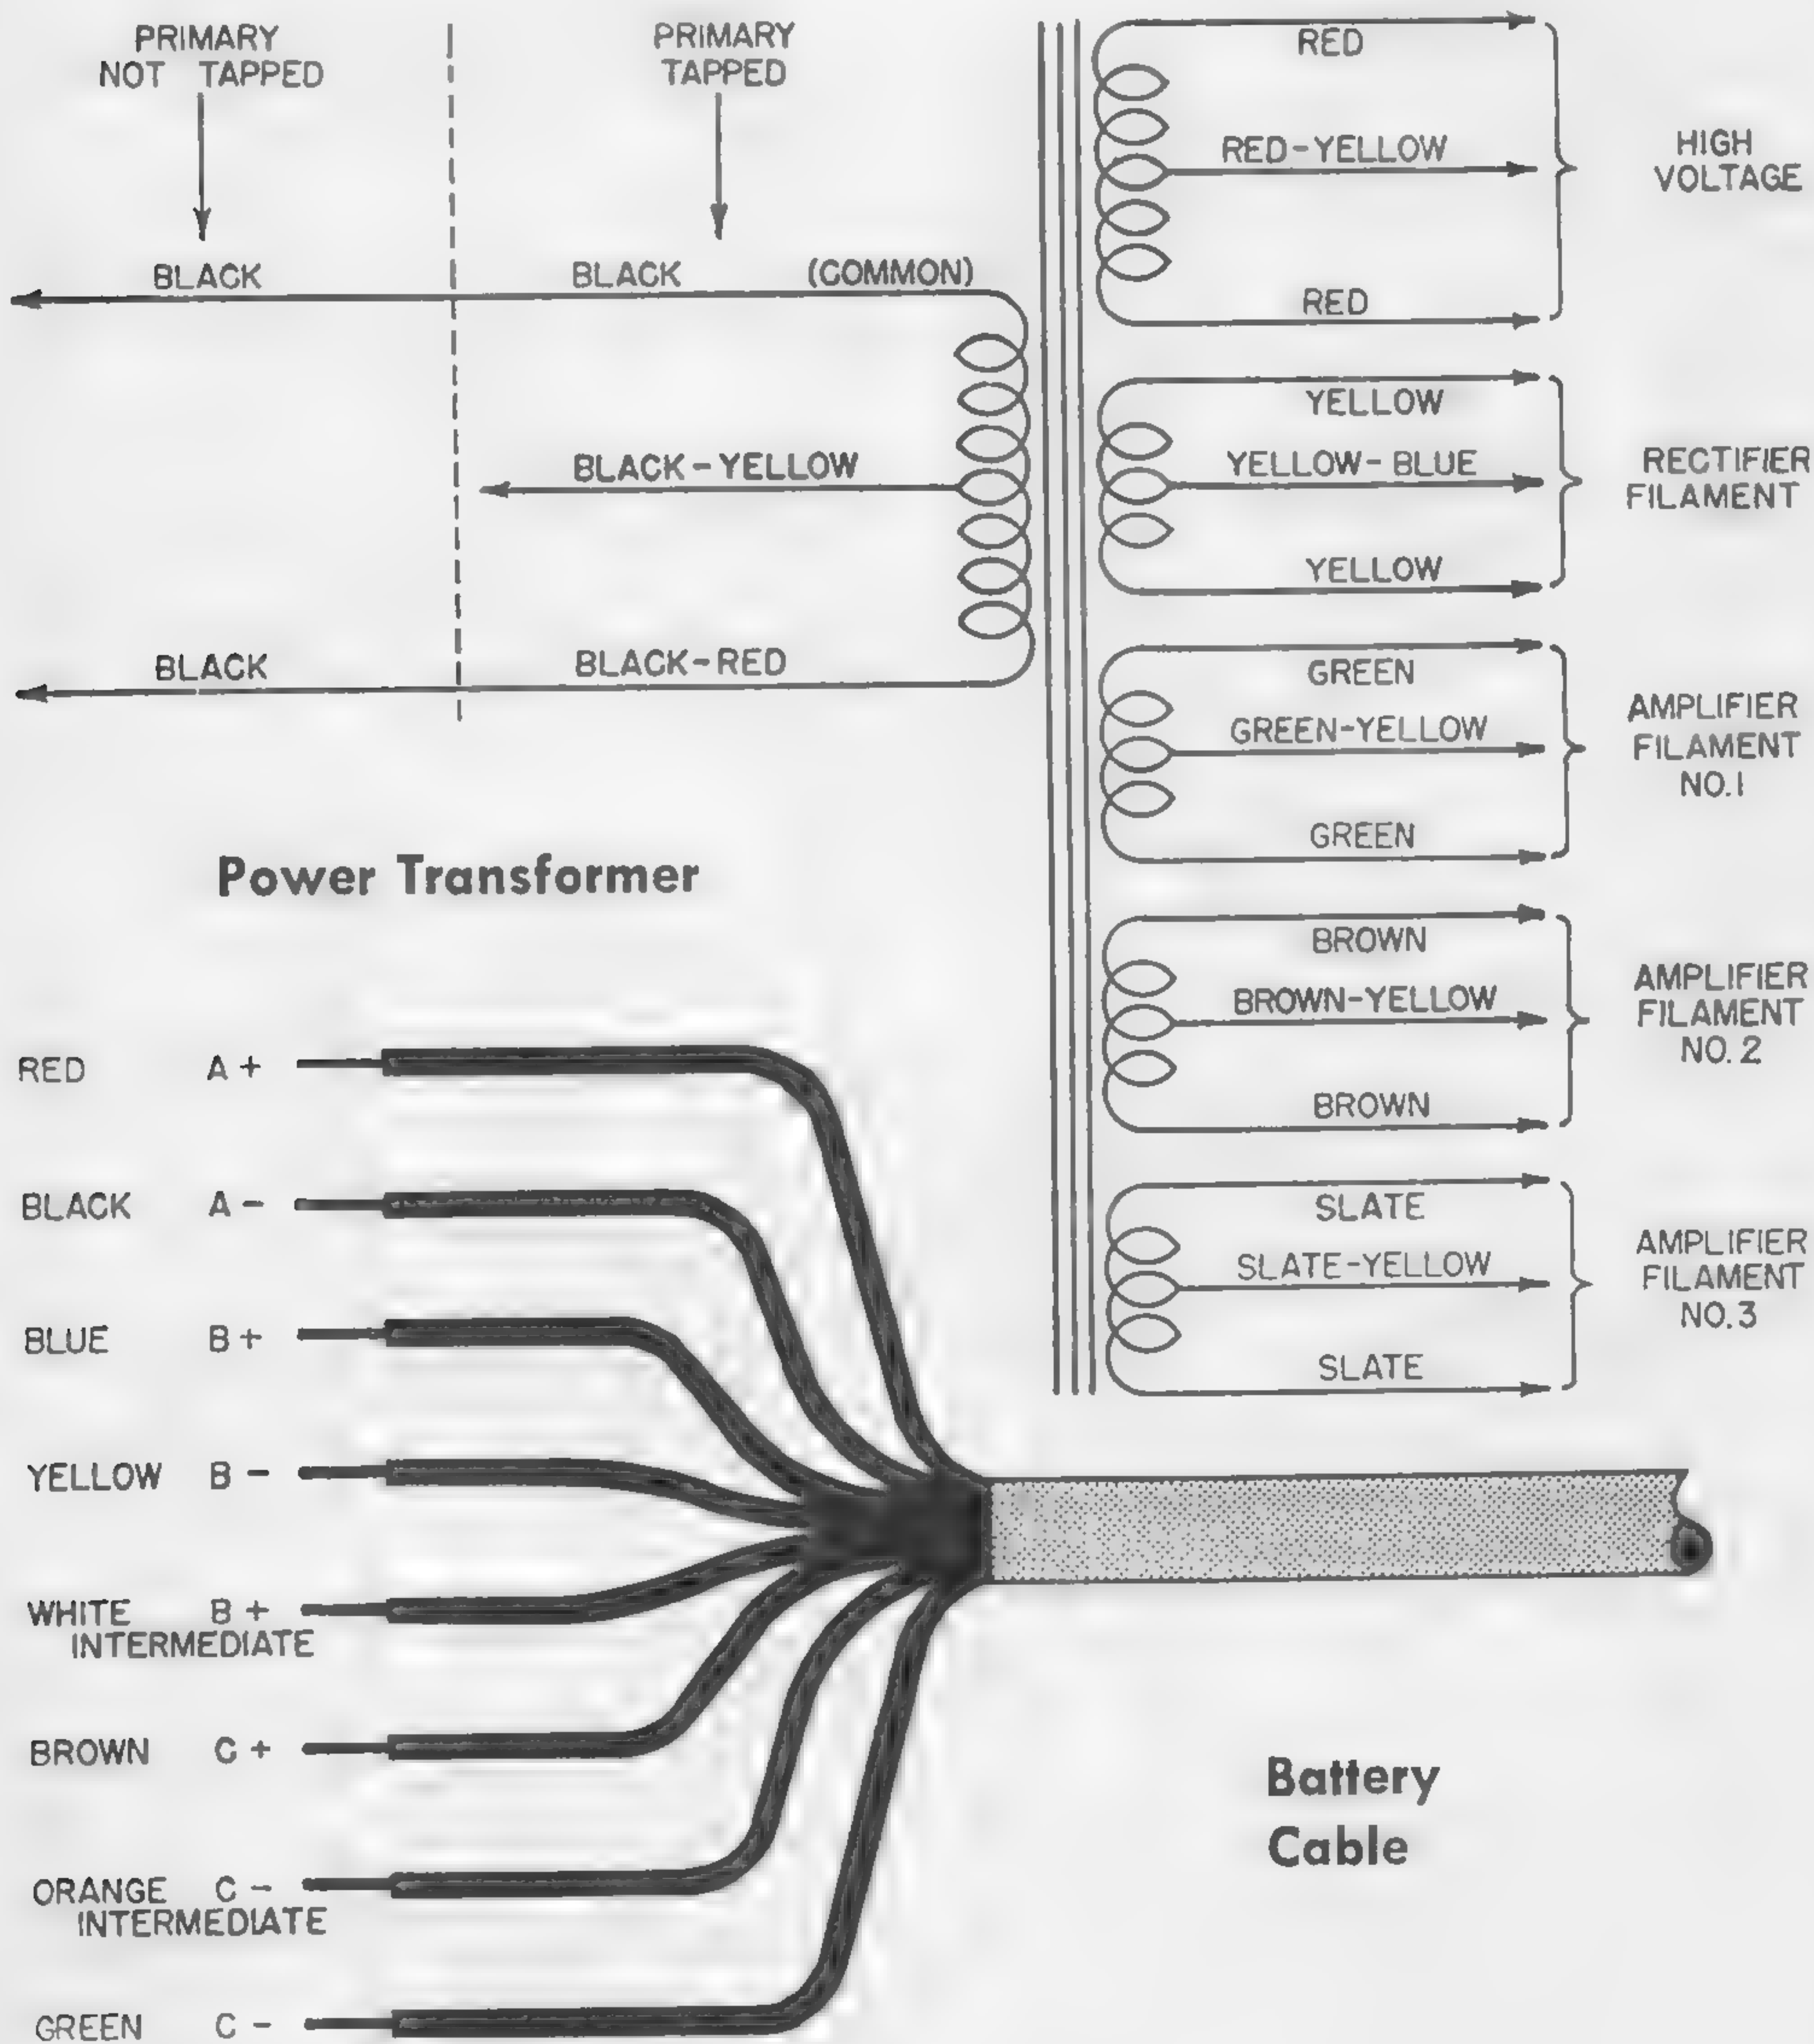 PRIMARY
NOT TAPPED
PRIMARY
TAPPED
BLACK
BLACK (COMMON)
BLACK-YELLOW
BLACK
BLACK-RED
RED
RED-YELLOW
RED
HIGH
VOLTAGE
YELLOW
YELLOW-BLUE
YELLOW
RECTIFIER
FILAMENT
GREEN
GREEN-YELLOW
GREEN
AMPLIFIER
FILAMENT
NO.1
BROWN
BROWN-YELLOW
BROWN
AMPLIFIER
FILAMENT
NO.2
SLATE
SLATE-YELLOW
SLATE
AMPLIFIER
FILAMENT
NO.3
Power Transformer
RED A+
BLACK A-
BLUE B+
YELLOW B-
WHITE B+
INTERMEDIATE
BROWN C+
ORANGE C-
INTERMEDIATE
GREEN C-
Battery
Cable